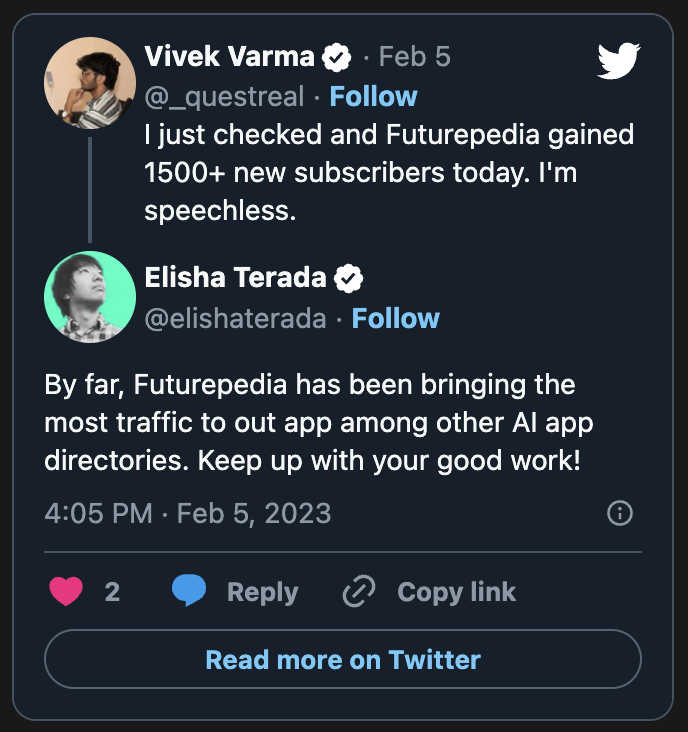 Vivek Varma · Feb 5
@_questreal · Follow
I just checked and Futurepedia gained
1500+ new subscribers today. I'm
speechless.
Elisha Terada
@elishaterada · Follow
By far, Futurepedia has been bringing the
most traffic to out app among other AI app
directories. Keep up with your good work!
4:05 PM · Feb 5, 2023
2 Reply Copy link
Read more on Twitter